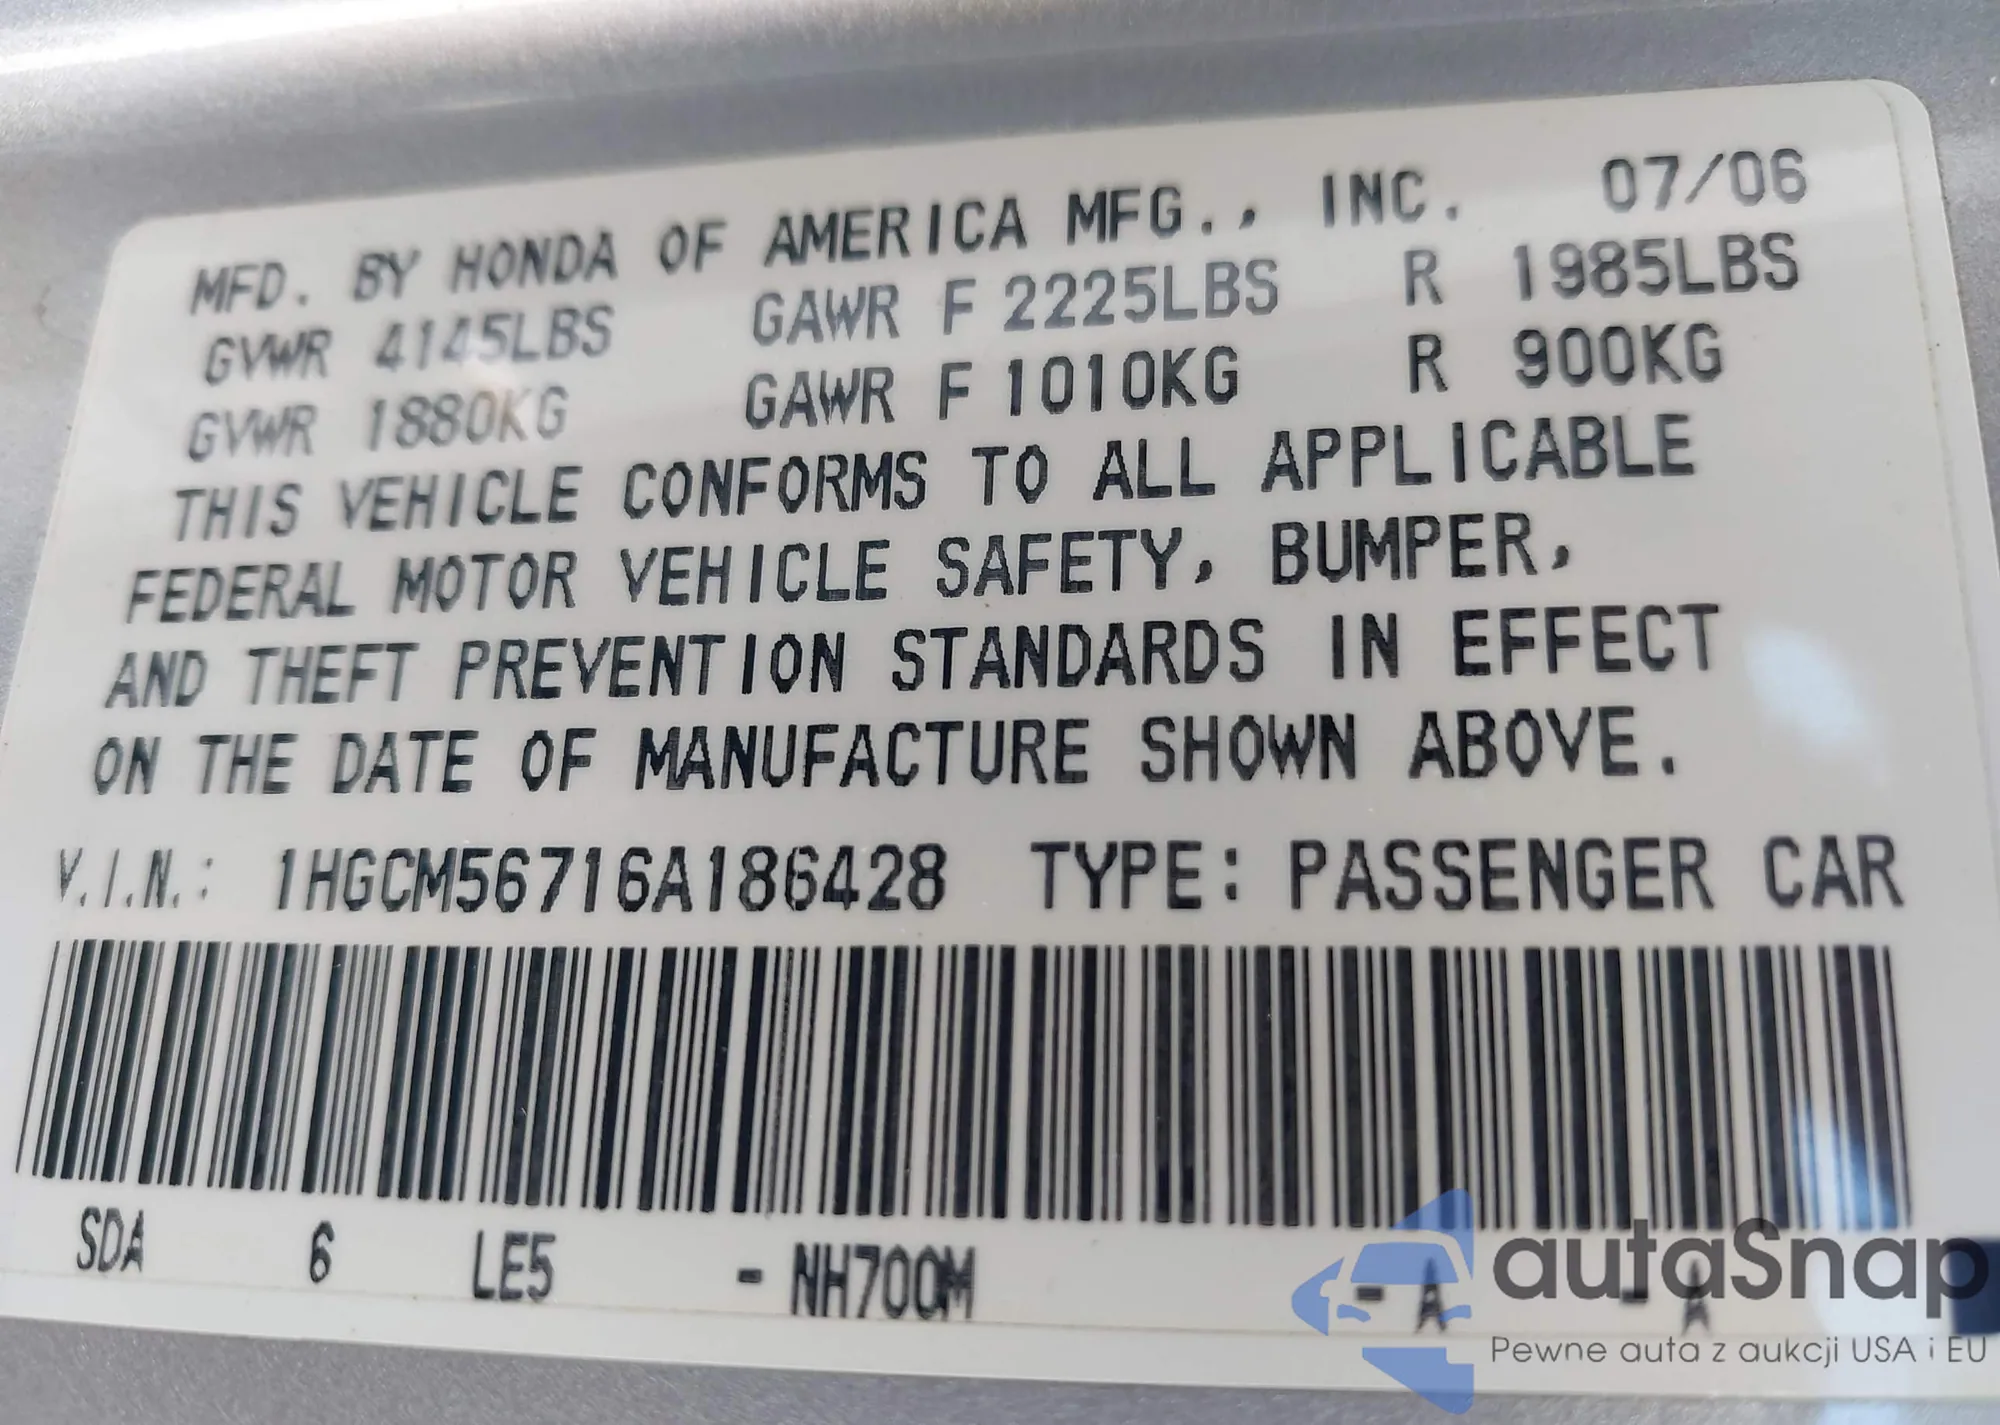 MFD. BY HONDA OF AMERICA MFG., INC. 07/06
GVWR 4145LBS GAWR F 2225LBS R 1985LBS
GVWR 1880KG GAWR F 1010KG R 900KG
THIS VEHICLE CONFORMS TO ALL APPLICABLE
FEDERAL MOTOR VEHICLE SAFETY, BUMPER,
AND THEFT PREVENTION STANDARDS IN EFFECT
ON THE DATE OF MANUFACTURE SHOWN ABOVE.
V.I.N.: 1HGCM56716A186428 TYPE: PASSENGER CAR
SDA 6 LE5 - NH700M - A - A
autaSnap
Pewne auta z aukcji USA i EU